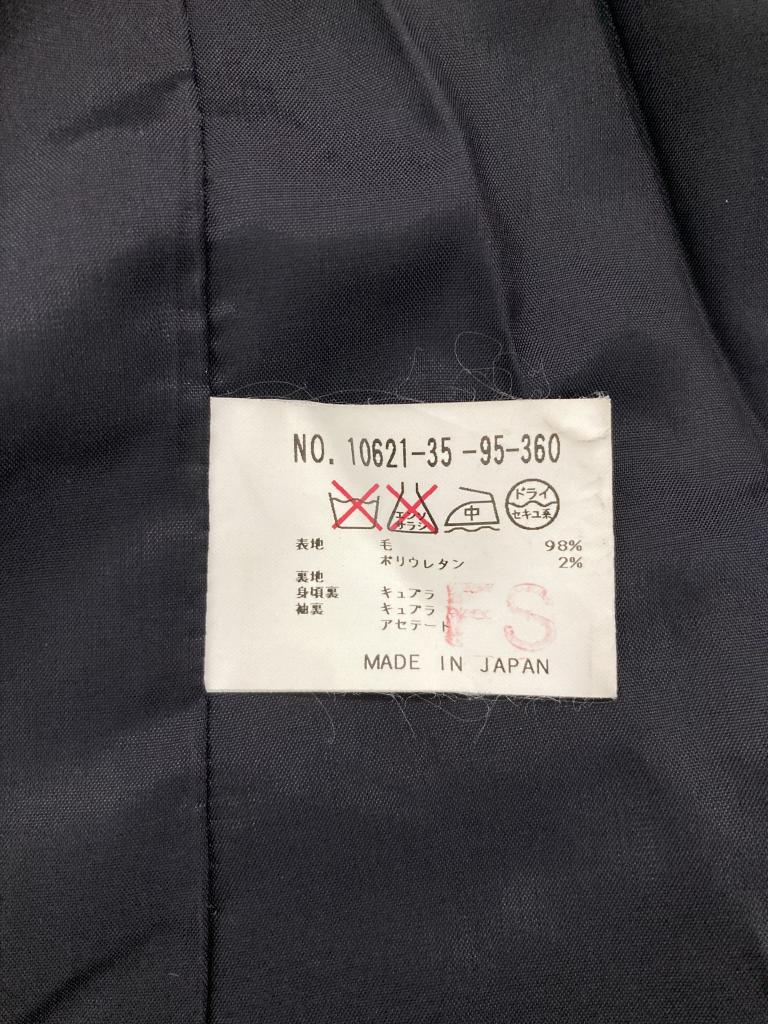 NO. 10621-35 -95-360
エンソ
サラシ
中
ドライ
セキユ系
表地 毛 98%
ポリウレタン 2%
裏地
身頃裏 キュプラ
袖裏 キュプラ
アセテート
FS
MADE IN JAPAN